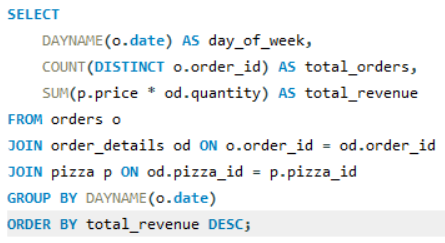 SELECT
    DAYNAME(o.date) AS day_of_week,
    COUNT(DISTINCT o.order_id) AS total_orders,
    SUM(p.price * od.quantity) AS total_revenue
FROM orders o
JOIN order_details od ON o.order_id = od.order_id
JOIN pizza p ON od.pizza_id = p.pizza_id
GROUP BY DAYNAME(o.date)
ORDER BY total_revenue DESC;